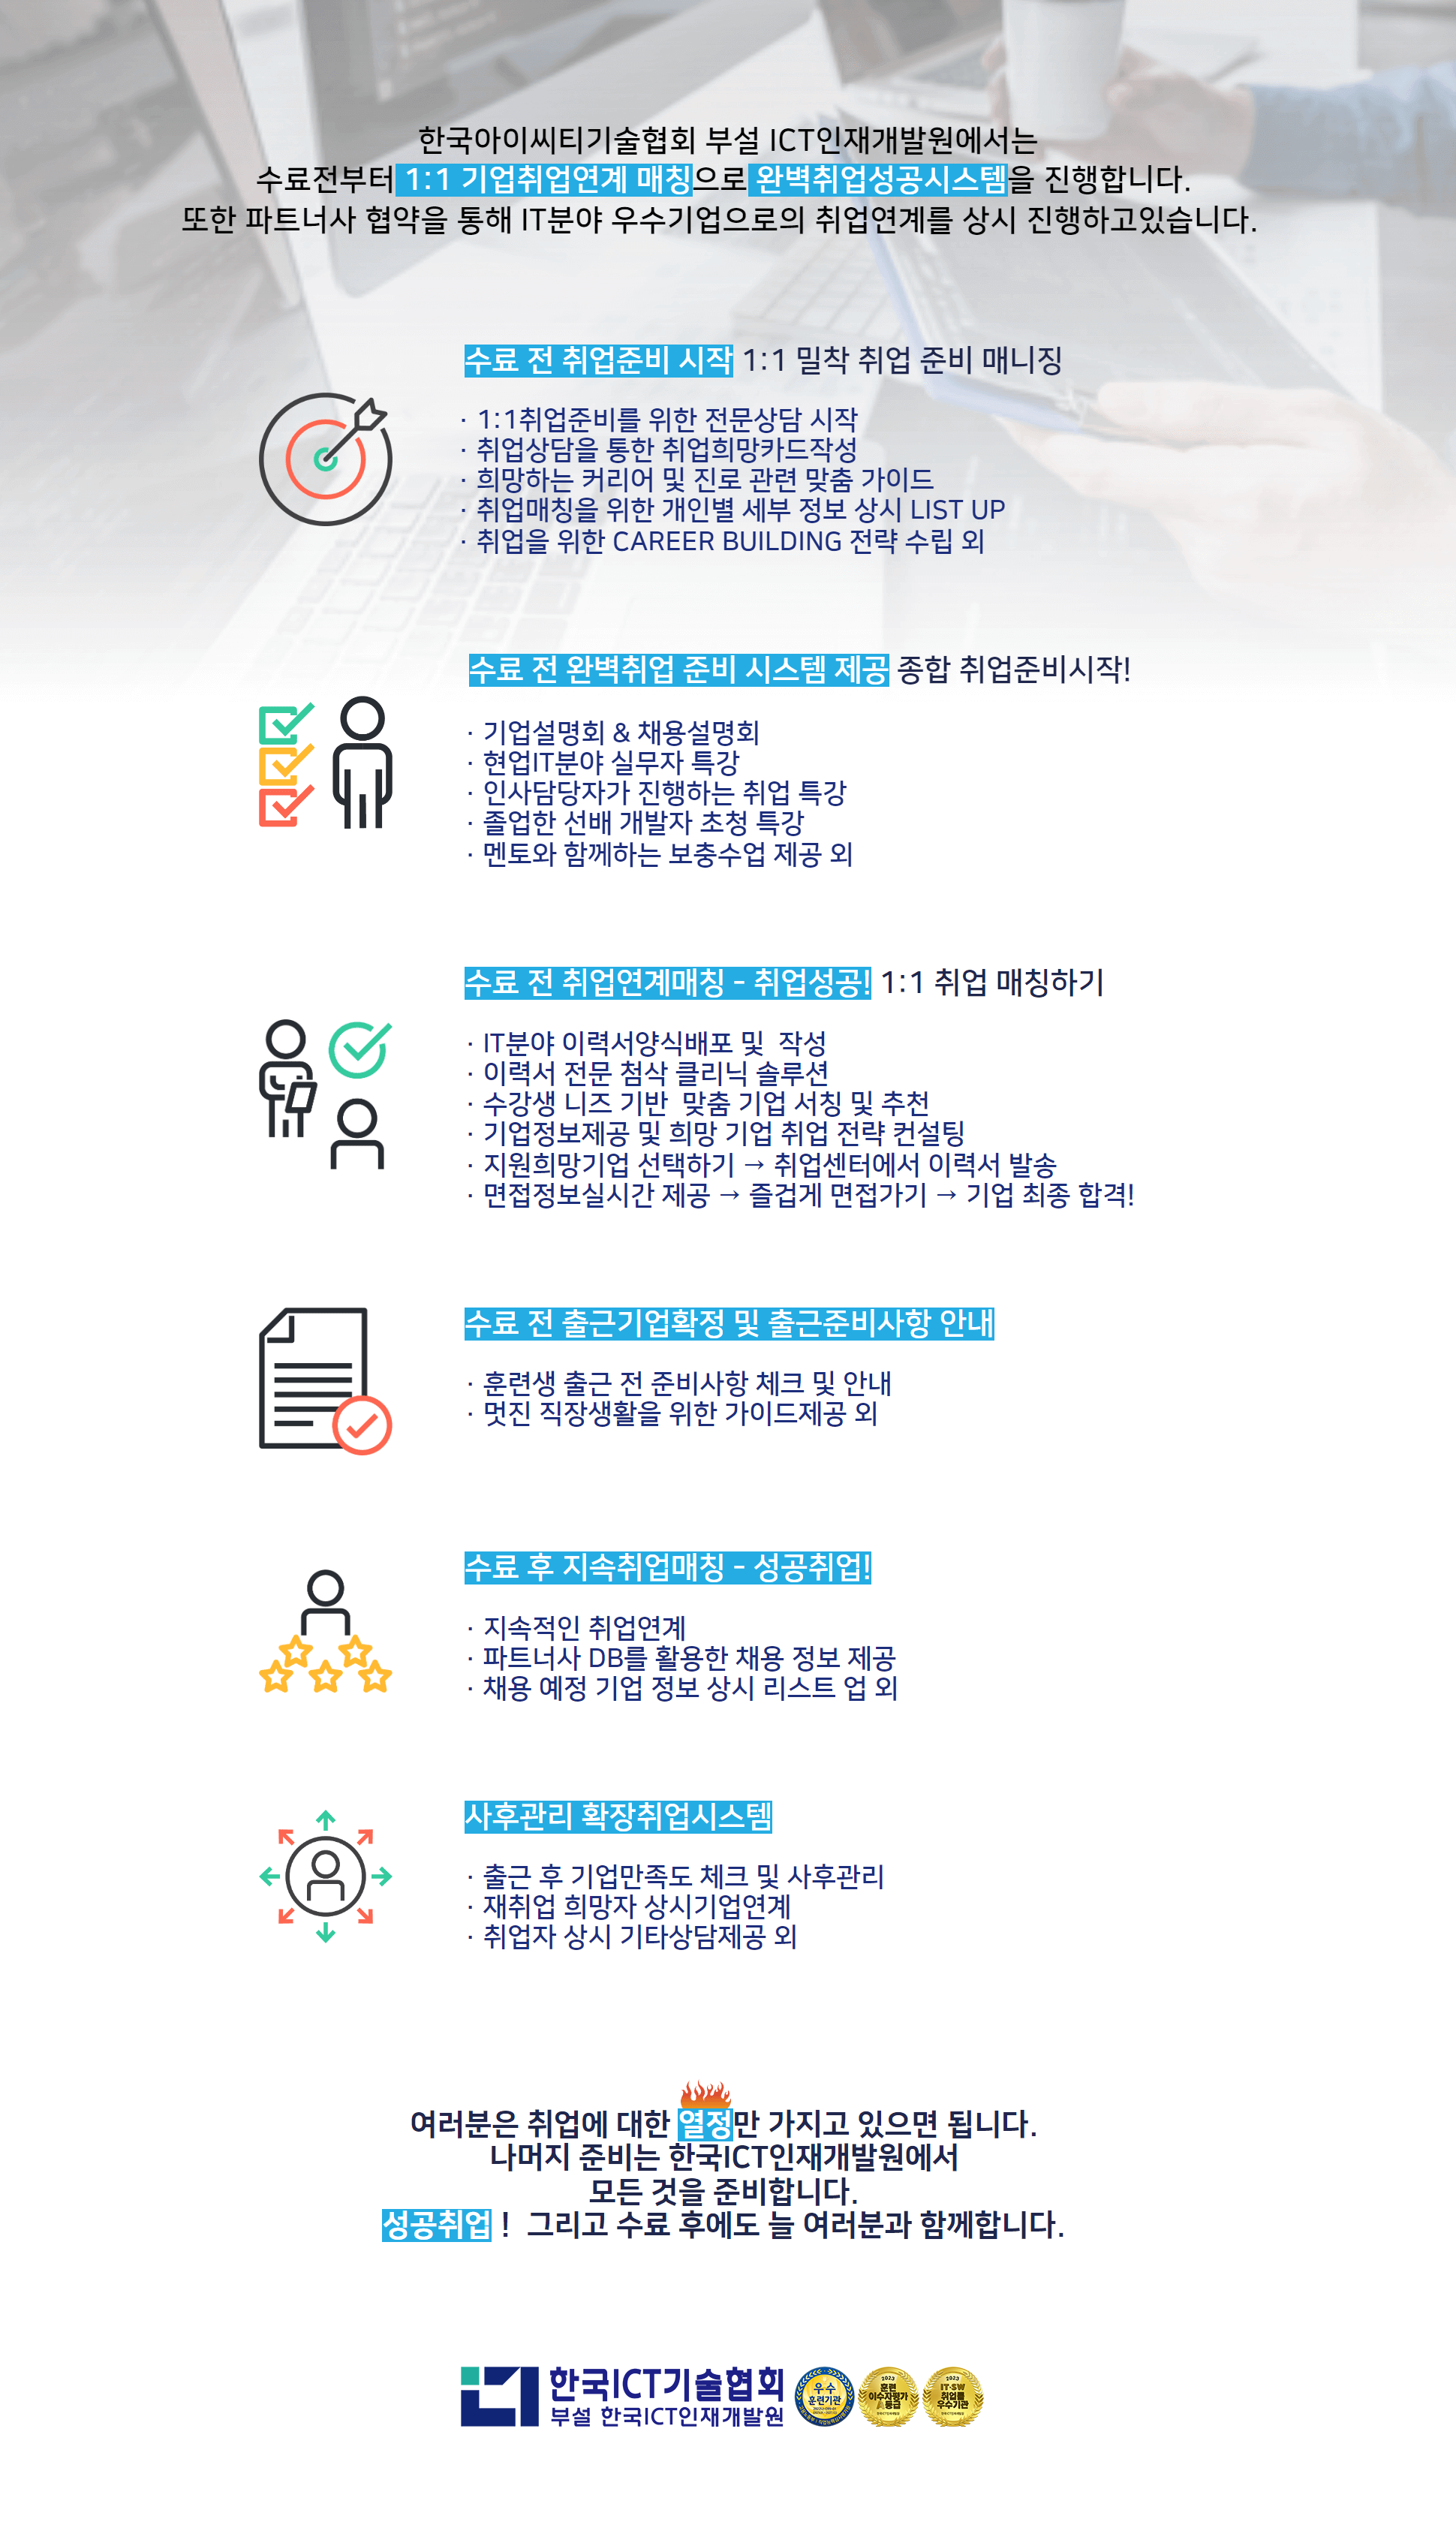 한국아이씨티기술협회 부설 ICT인재개발원에서는
수료전부터 1:1 기업취업연계 매칭으로 완벽취업성공시스템을 진행합니다.
또한 파트너사 협약을 통해 IT분야 우수기업으로의 취업연계를 상시 진행하고있습니다.
수료 전 취업준비 시작 1:1 밀착 취업 준비 매니징
· 1:1취업준비를 위한 전문상담 시작
· 취업상담을 통한 취업희망카드작성
· 희망하는 커리어 및 진로 관련 맞춤 가이드
· 취업매칭을 위한 개인별 세부 정보 상시 LIST UP
· 취업을 위한 CAREER BUILDING 전략 수립 외
수료 전 완벽취업 준비 시스템 제공 종합 취업준비시작!
· 기업설명회 & 채용설명회
· 현업IT분야 실무자 특강
· 인사담당자가 진행하는 취업 특강
· 졸업한 선배 개발자 초청 특강
· 멘토와 함께하는 보충수업 제공 외
수료 전 취업연계매칭 - 취업성공! 1:1 취업 매칭하기
· IT분야 이력서양식배포 및 작성
· 이력서 전문 첨삭 클리닉 솔루션
· 수강생 니즈 기반 맞춤 기업 서칭 및 추천
· 기업정보제공 및 희망 기업 취업 전략 컨설팅
· 지원희망기업 선택하기 → 취업센터에서 이력서 발송
· 면접정보실시간 제공 → 즐겁게 면접가기 → 기업 최종 합격!
수료 전 출근기업확정 및 출근준비사항 안내
· 훈련생 출근 전 준비사항 체크 및 안내
· 멋진 직장생활을 위한 가이드제공 외
수료 후 지속취업매칭 - 성공취업!
· 지속적인 취업연계
· 파트너사 DB를 활용한 채용 정보 제공
· 채용 예정 기업 정보 상시 리스트 업 외
사후관리 확장취업시스템
· 출근 후 기업만족도 체크 및 사후관리
· 재취업 희망자 상시기업연계
· 취업자 상시 기타상담제공 외
여러분은 취업에 대한 열정만 가지고 있으면 됩니다.
나머지 준비는 한국ICT인재개발원에서
모든 것을 준비합니다.
성공취업 ! 그리고 수료 후에도 늘 여러분과 함께합니다.
한국ICT기술협회
부설 한국ICT인재개발원
우수
훈련기관
2023
훈련
이수자평가
A등급
2023
IT·SW
취업률
우수기관